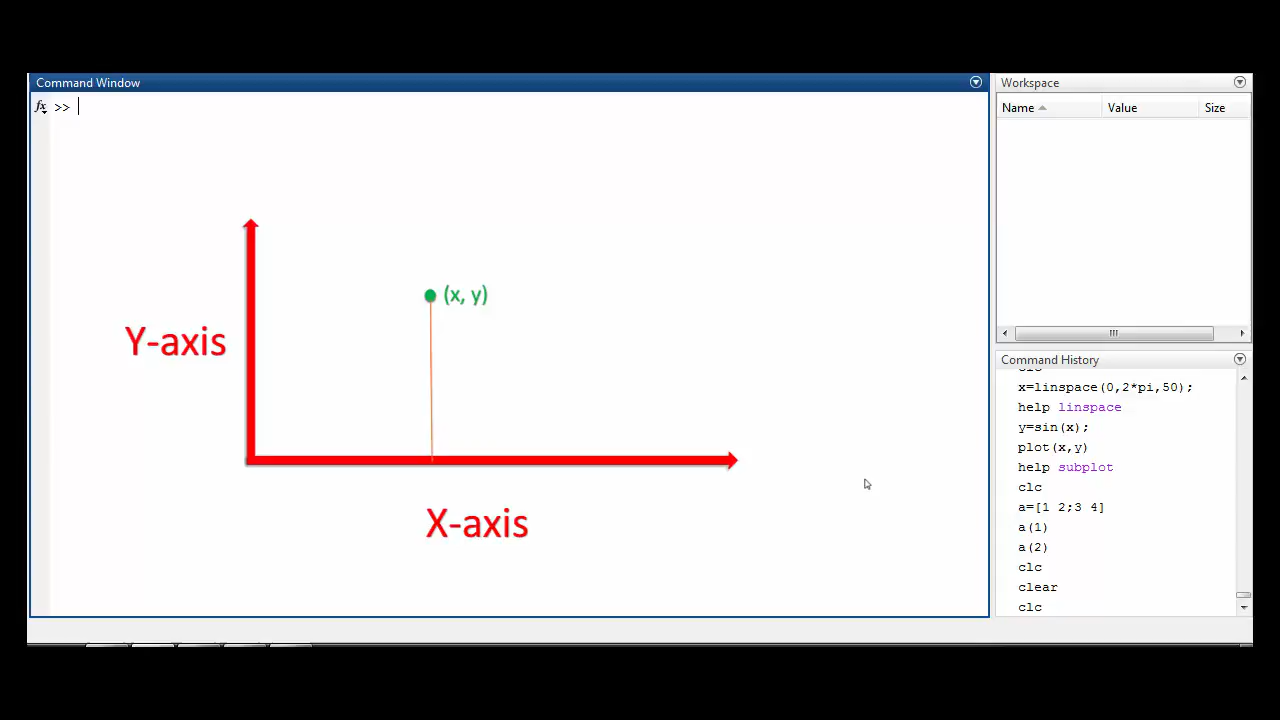 Command Window
fx >>
(x, y)
Y-axis
X-axis
Workspace
Name Value Size
Command History
clc
x=linspace(0,2*pi,50);
help linspace
y=sin(x);
plot(x,y)
help subplot
clc
a=[1 2;3 4]
a(1)
a(2)
clc
clear
clc